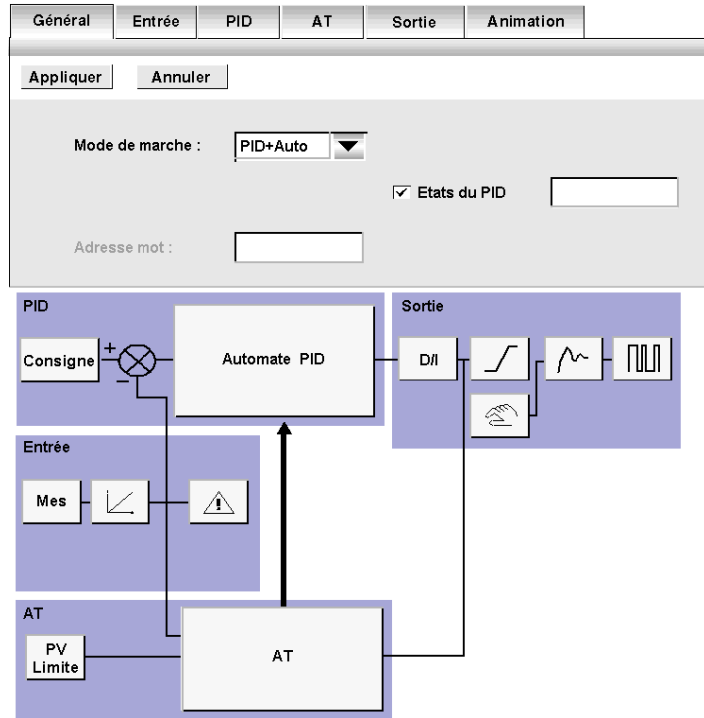 Général Entrée PID AT Sortie Animation
Appliquer Annuler
Mode de marche : PID+Auto
Etats du PID
Adresse mot :
PID Sortie
Consigne + − Automate PID D/I
Entrée
Mes
AT
PV
Limite
AT